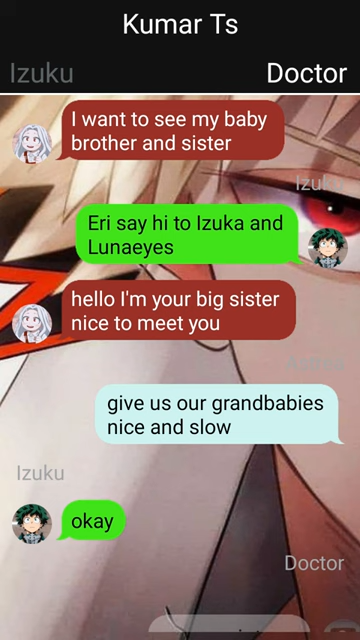 Kumar Ts
Izuku
Doctor
I want to see my baby
brother and sister
Eri say hi to Izuka and
Lunaeyes
hello I'm your big sister
nice to meet you
give us our grandbabies
nice and slow
Izuku
okay
Doctor